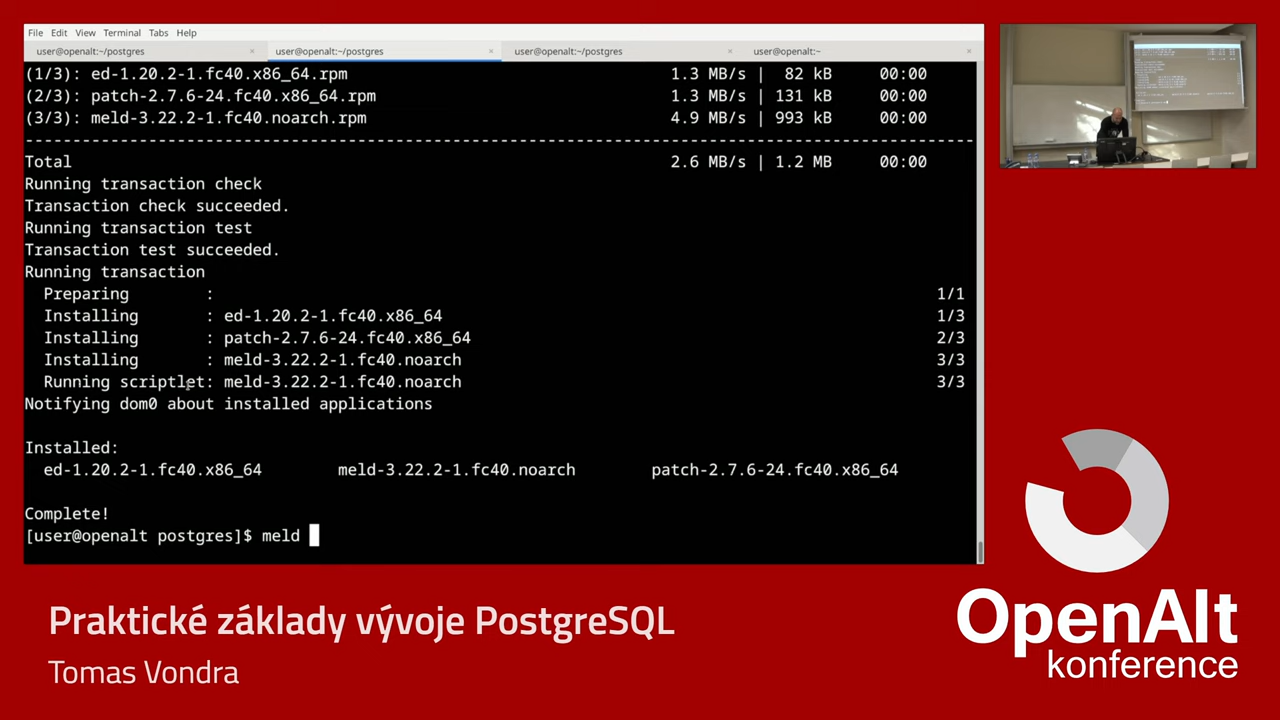 File Edit View Terminal Tabs Help
user@openalt:~/postgres × user@openalt:~/postgres × user@openalt:~/postgres × user@openalt:~ ×
(1/3): ed-1.20.2-1.fc40.x86_64.rpm 1.3 MB/s | 82 kB 00:00
(2/3): patch-2.7.6-24.fc40.x86_64.rpm 1.3 MB/s | 131 kB 00:00
(3/3): meld-3.22.2-1.fc40.noarch.rpm 4.9 MB/s | 993 kB 00:00
--------------------------------------------------------------------------------
Total 2.6 MB/s | 1.2 MB 00:00
Running transaction check
Transaction check succeeded.
Running transaction test
Transaction test succeeded.
Running transaction
Preparing : 1/1
Installing : ed-1.20.2-1.fc40.x86_64 1/3
Installing : patch-2.7.6-24.fc40.x86_64 2/3
Installing : meld-3.22.2-1.fc40.noarch 3/3
Running scriptlet: meld-3.22.2-1.fc40.noarch 3/3
Notifying dom0 about installed applications
Installed:
ed-1.20.2-1.fc40.x86_64 meld-3.22.2-1.fc40.noarch patch-2.7.6-24.fc40.x86_64
Complete!
[user@openalt postgres]$ meld
Praktické základy vývoje PostgreSQL
Tomas Vondra
OpenAlt
konference